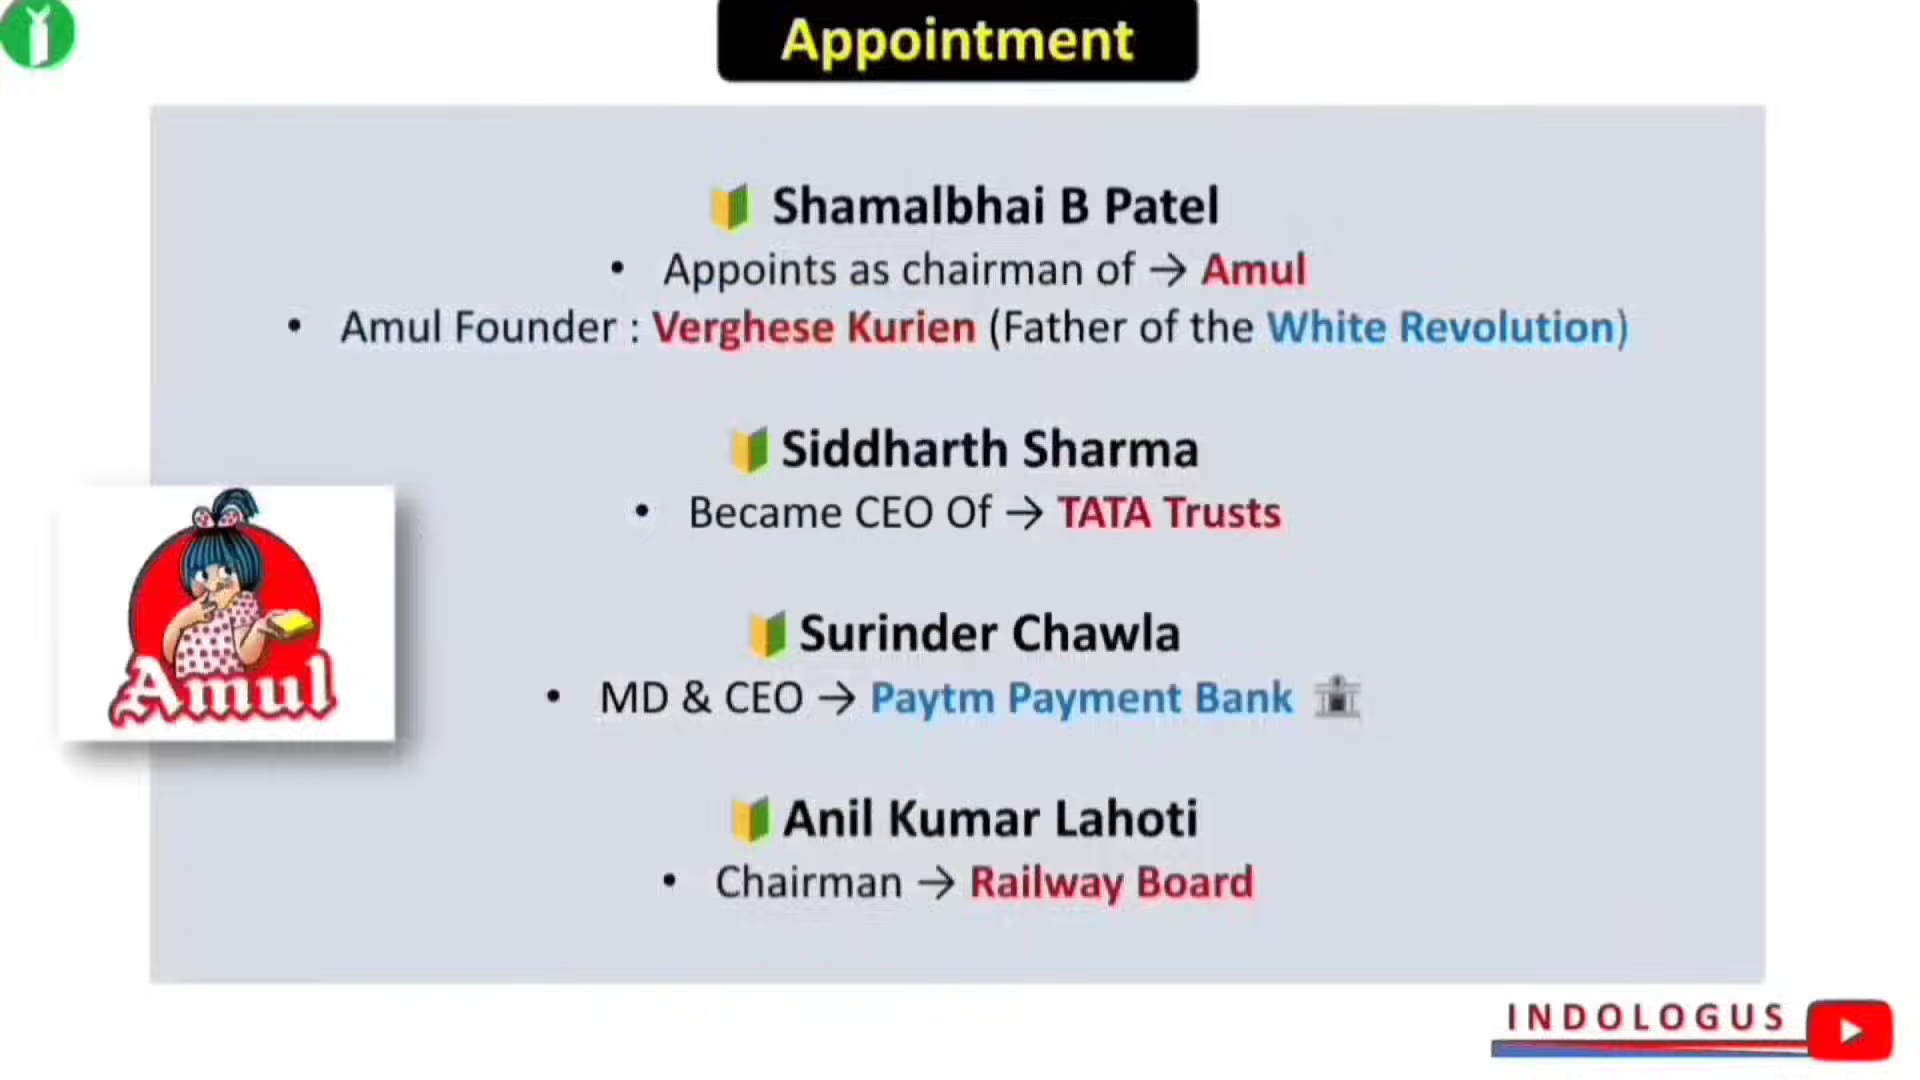 Appointment
🔰 Shamalbhai B Patel
• Appoints as chairman of → Amul
• Amul Founder : Verghese Kurien (Father of the White Revolution)
🔰 Siddharth Sharma
• Became CEO Of → TATA Trusts
Amul
🔰 Surinder Chawla
• MD & CEO → Paytm Payment Bank 🏦
🔰 Anil Kumar Lahoti
• Chairman → Railway Board
INDOLOGUS